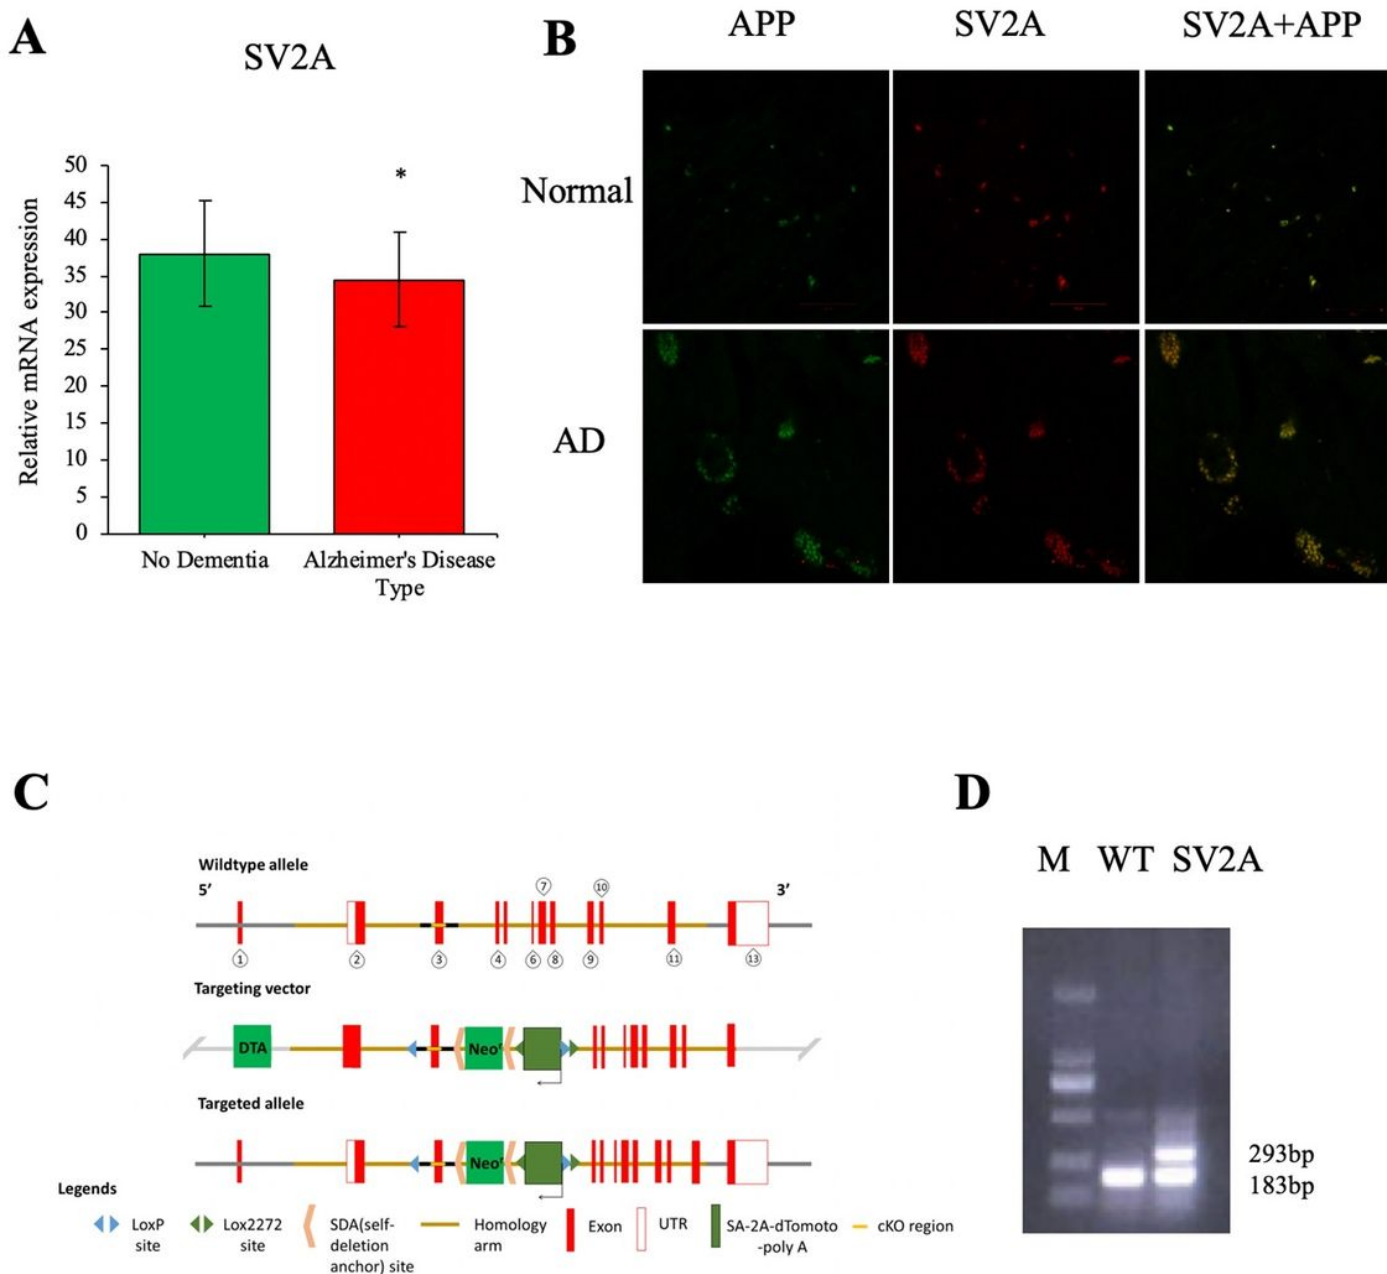 A
SV2A
Relative mRNA expression
50
45
40
35
30
25
20
15
10
5
0
*
No Dementia
Alzheimer's Disease
Type
B
APP
SV2A
SV2A+APP
Normal
AD
C
Wildtype allele
5’
3’
7
10
1
2
3
4
6
8
9
11
13
Targeting vector
DTA
Neoʳ
Targeted allele
Neoʳ
Legends
LoxP
site
Lox2272
site
SDA(self-
deletion
anchor) site
Homology
arm
Exon
UTR
SA-2A-dTomoto
-poly A
cKO region
D
M WT SV2A
293bp
183bp